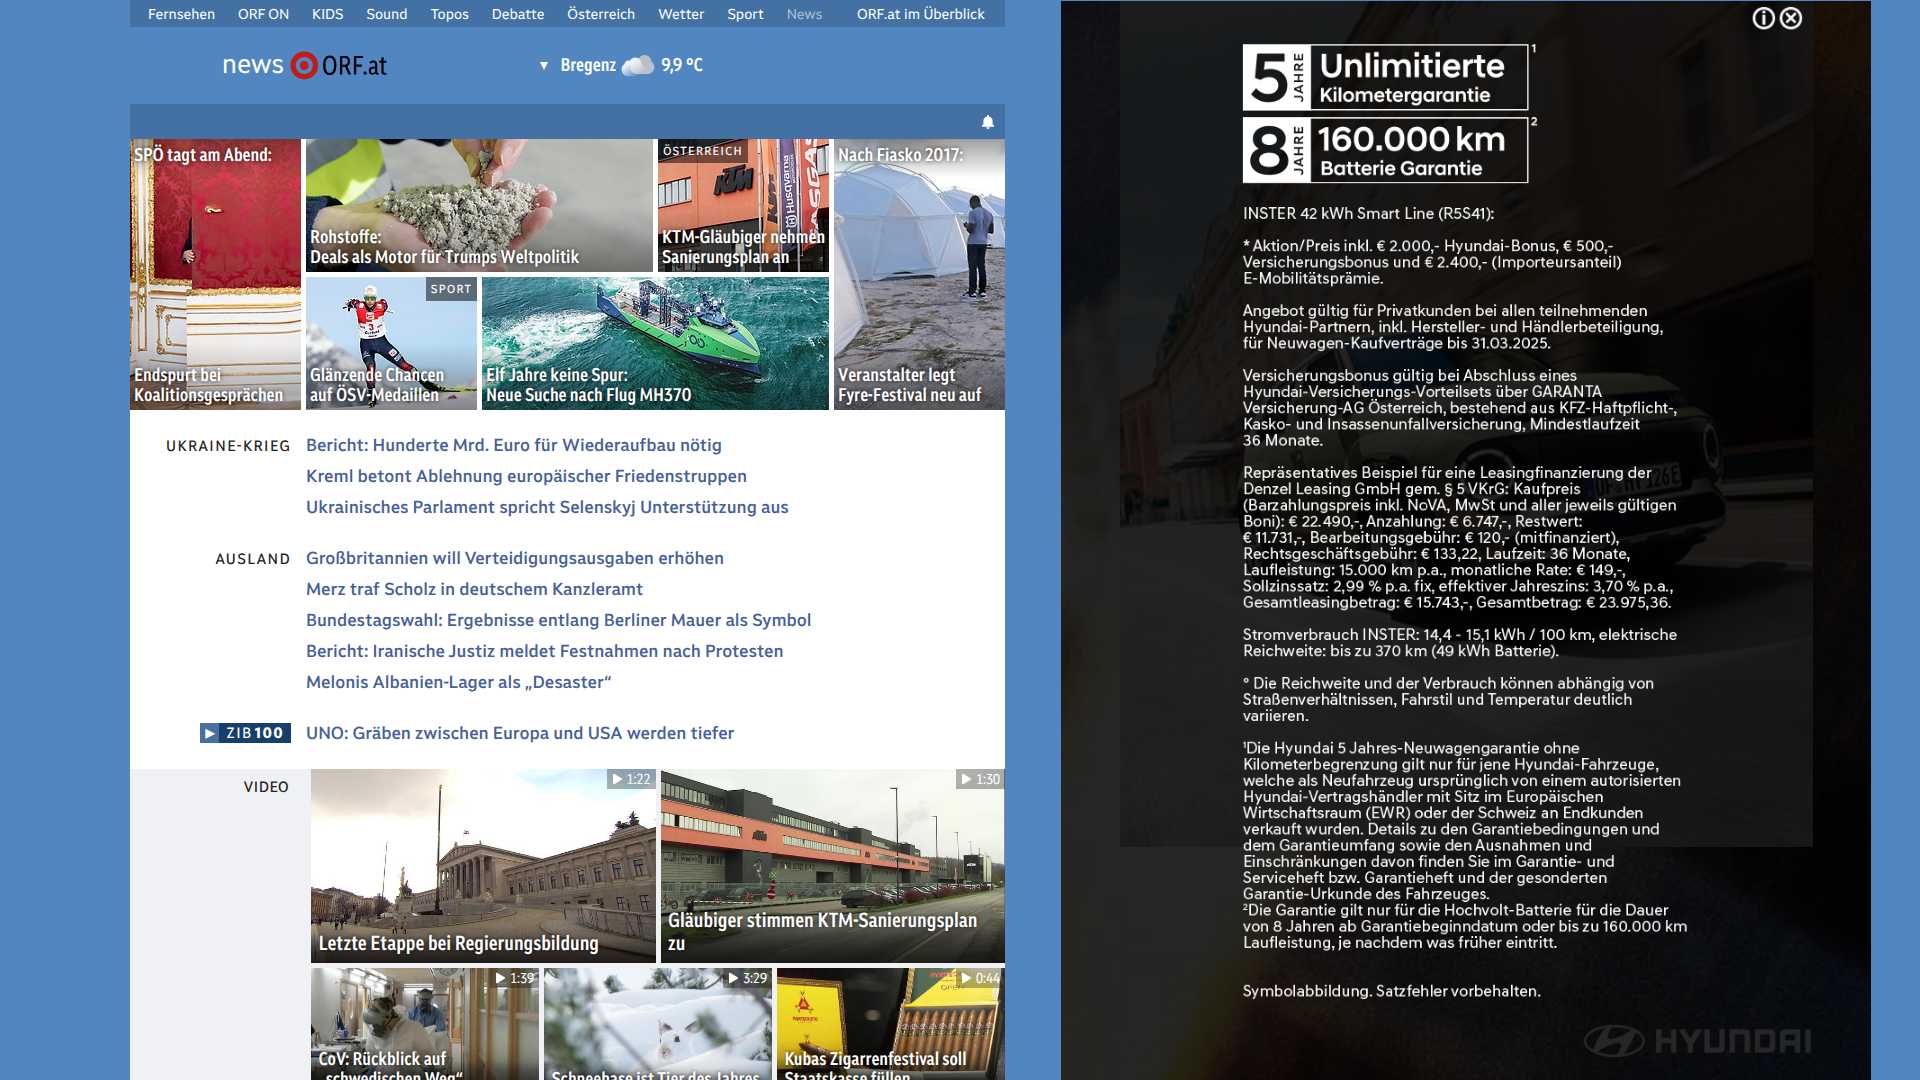 Fernsehen ORF ON KIDS Sound Topos Debatte Österreich Wetter Sport News ORF.at im Überblick
news ORF.at
▼ Bregenz 9,9 °C
SPÖ tagt am Abend:
Endspurt bei
Koalitionsgesprächen
Rohstoffe:
Deals als Motor für Trumps Weltpolitik
ÖSTERREICH
KTM
Husqvarna
GASGAS
KTM-Gläubiger nehmen
Sanierungsplan an
Nach Fiasko 2017:
Veranstalter legt
Fyre-Festival neu auf
SPORT
3
Glänzende Chancen
auf ÖSV-Medaillen
Elf Jahre keine Spur:
Neue Suche nach Flug MH370
UKRAINE-KRIEG
Bericht: Hunderte Mrd. Euro für Wiederaufbau nötig
Kreml betont Ablehnung europäischer Friedenstruppen
Ukrainisches Parlament spricht Selenskyj Unterstützung aus
AUSLAND
Großbritannien will Verteidigungsausgaben erhöhen
Merz traf Scholz in deutschem Kanzleramt
Bundestagswahl: Ergebnisse entlang Berliner Mauer als Symbol
Bericht: Iranische Justiz meldet Festnahmen nach Protesten
Melonis Albanien-Lager als „Desaster“
ZIB100
UNO: Gräben zwischen Europa und USA werden tiefer
VIDEO
1:22
Letzte Etappe bei Regierungsbildung
1:30
KTM
Gläubiger stimmen KTM-Sanierungsplan
zu
1:39
CoV: Rückblick auf
„schwedischen Weg“
3:29
Schneehase ist Tier des Jahres
0:44
Kubas Zigarrenfestival soll
Staatskasse füllen
5 JAHRE Unlimitierte 1
Kilometergarantie
8 JAHRE 160.000 km 2
Batterie Garantie
INSTER 42 kWh Smart Line (R5S41):
* Aktion/Preis inkl. € 2.000,- Hyundai-Bonus, € 500,-
Versicherungsbonus und € 2.400,- (Importeursanteil)
E-Mobilitätsprämie.
Angebot gültig für Privatkunden bei allen teilnehmenden
Hyundai-Partnern, inkl. Hersteller- und Händlerbeteiligung,
für Neuwagen-Kaufverträge bis 31.03.2025.
Versicherungsbonus gültig bei Abschluss eines
Hyundai-Versicherungs-Vorteilsets über GARANTA
Versicherung-AG Österreich, bestehend aus KFZ-Haftpflicht-,
Kasko- und Insassenunfallversicherung, Mindestlaufzeit
36 Monate.
Repräsentatives Beispiel für eine Leasingfinanzierung der
Denzel Leasing GmbH gem. § 5 VKrG: Kaufpreis
(Barzahlungspreis inkl. NoVA, MwSt und aller jeweils gültigen
Boni): € 22.490,-, Anzahlung: € 6.747,-, Restwert:
€ 11.731,-, Bearbeitungsgebühr: € 120,- (mitfinanziert),
Rechtsgeschäftsgebühr: € 133,22, Laufzeit: 36 Monate,
Laufleistung: 15.000 km p.a., monatliche Rate: € 149,-,
Sollzinssatz: 2,99 % p.a. fix, effektiver Jahreszins: 3,70 % p.a.,
Gesamtleasingbetrag: € 15.743,-, Gesamtbetrag: € 23.975,36.
Stromverbrauch INSTER: 14,4 - 15,1 kWh / 100 km, elektrische
Reichweite: bis zu 370 km (49 kWh Batterie).
° Die Reichweite und der Verbrauch können abhängig von
Straßenverhältnissen, Fahrstil und Temperatur deutlich
variieren.
¹Die Hyundai 5 Jahres-Neuwagengarantie ohne
Kilometerbegrenzung gilt nur für jene Hyundai-Fahrzeuge,
welche als Neufahrzeug ursprünglich von einem autorisierten
Hyundai-Vertragshändler mit Sitz im Europäischen
Wirtschaftsraum (EWR) oder der Schweiz an Endkunden
verkauft wurden. Details zu den Garantiebedingungen und
dem Garantieumfang sowie den Ausnahmen und
Einschränkungen davon finden Sie im Garantie- und
Serviceheft bzw. Garantieheft und der gesonderten
Garantie-Urkunde des Fahrzeuges.
²Die Garantie gilt nur für die Hochvolt-Batterie für die Dauer
von 8 Jahren ab Garantiebeginndatum oder bis zu 160.000 km
Laufleistung, je nachdem was früher eintritt.
Symbolabbildung. Satzfehler vorbehalten.
HYUNDAI